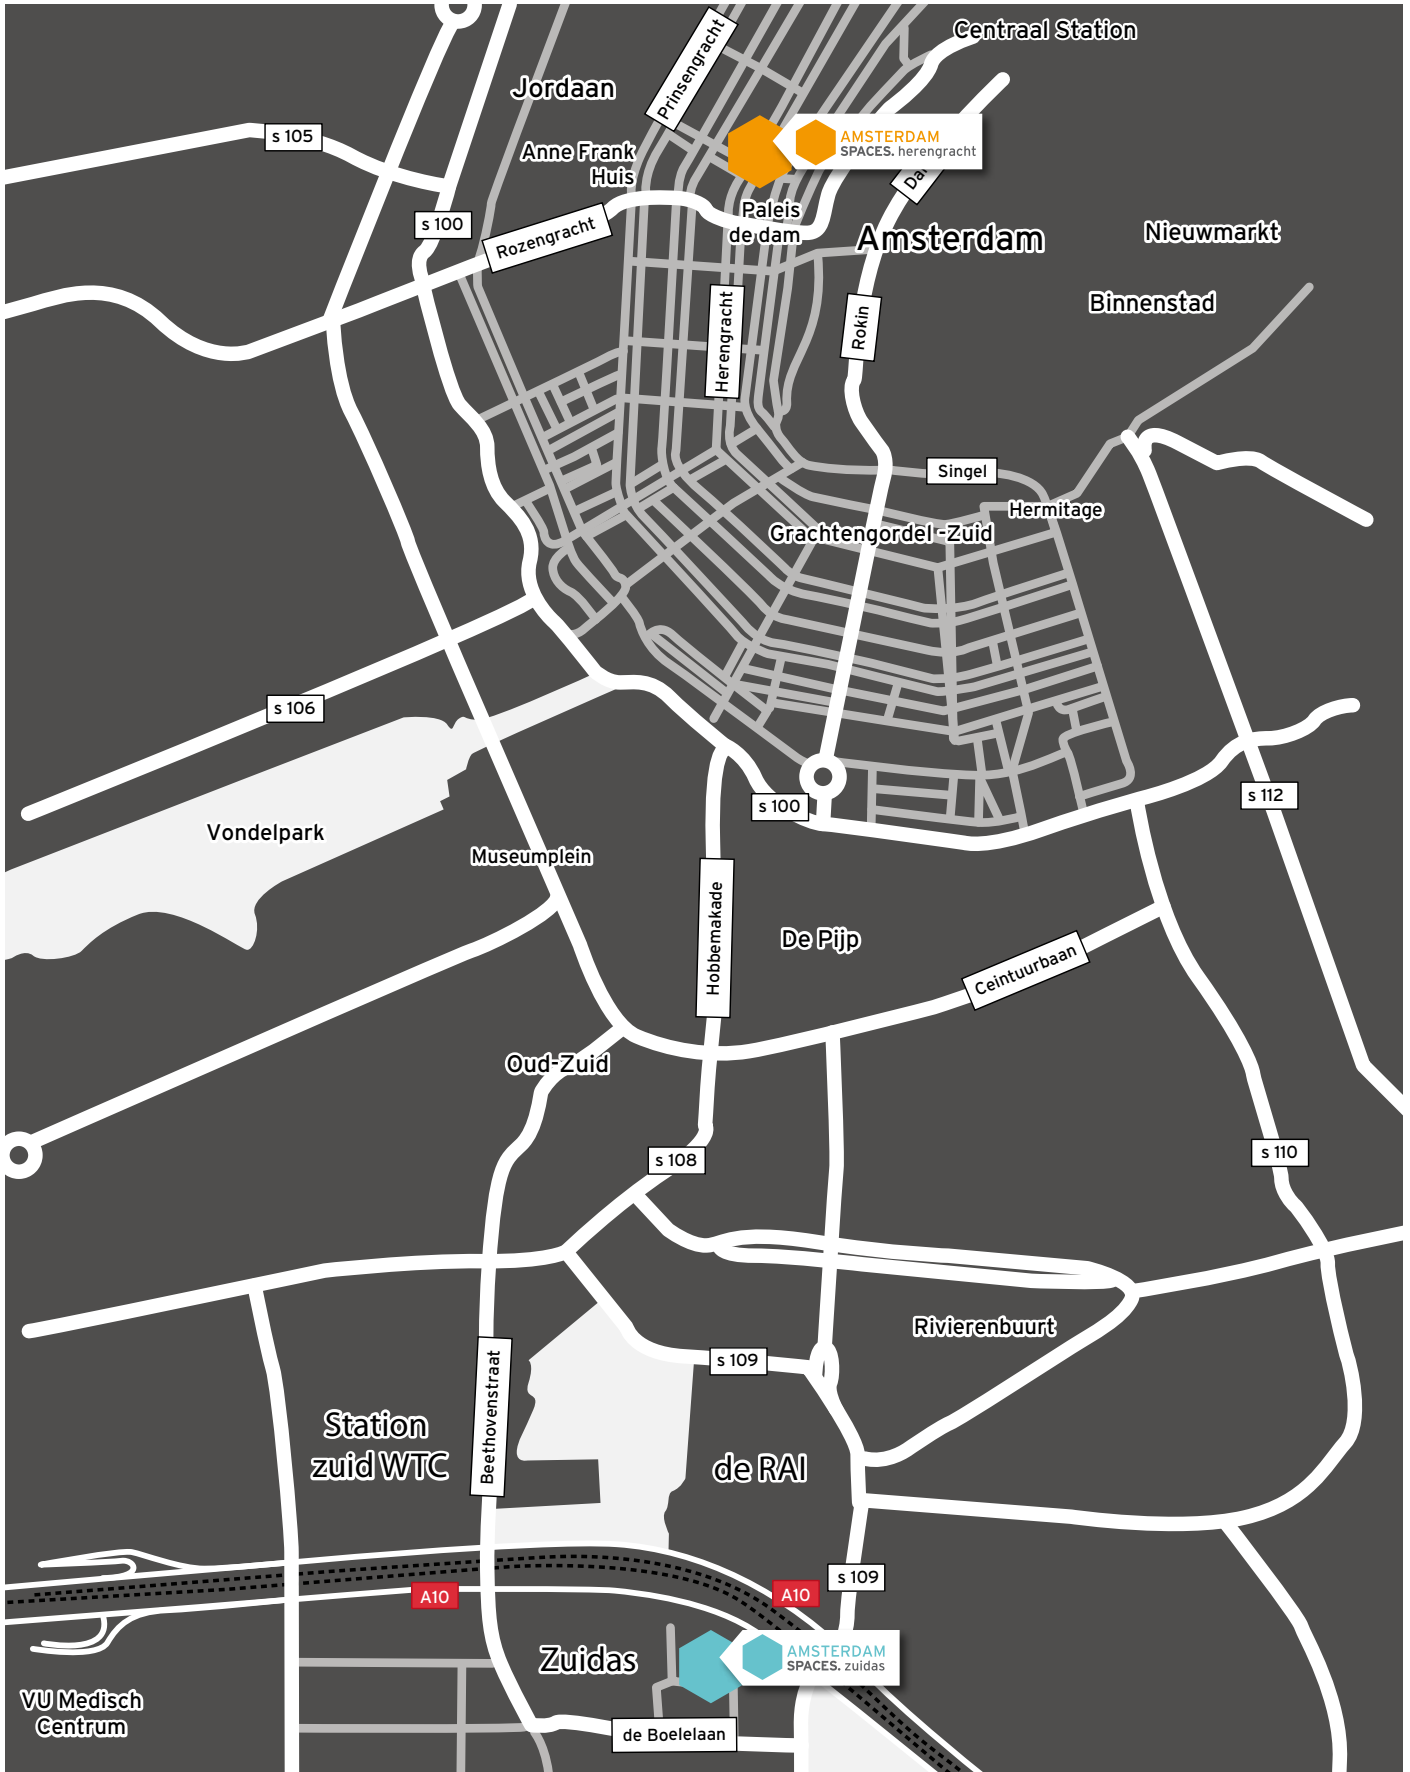 Centraal Station
Prinsengracht
Jordaan
s 105
AMSTERDAM
SPACES. herengracht
Anne Frank
Huis
Paleis
de dam
s 100
Rozengracht
Amsterdam
Nieuwmarkt
Binnenstad
Herengracht
Rokin
Singel
Hermitage
Grachtengordel -Zuid
s 106
s 100
s 112
Vondelpark
Museumplein
Hobbemakade
De Pijp
Ceintuurbaan
Oud-Zuid
s 108
s 110
Rivierenbuurt
s 109
Beethovenstraat
Station
zuid WTC
de RAI
A10
A10
s 109
Zuidas
AMSTERDAM
SPACES. zuidas
VU Medisch
Centrum
de Boelelaan